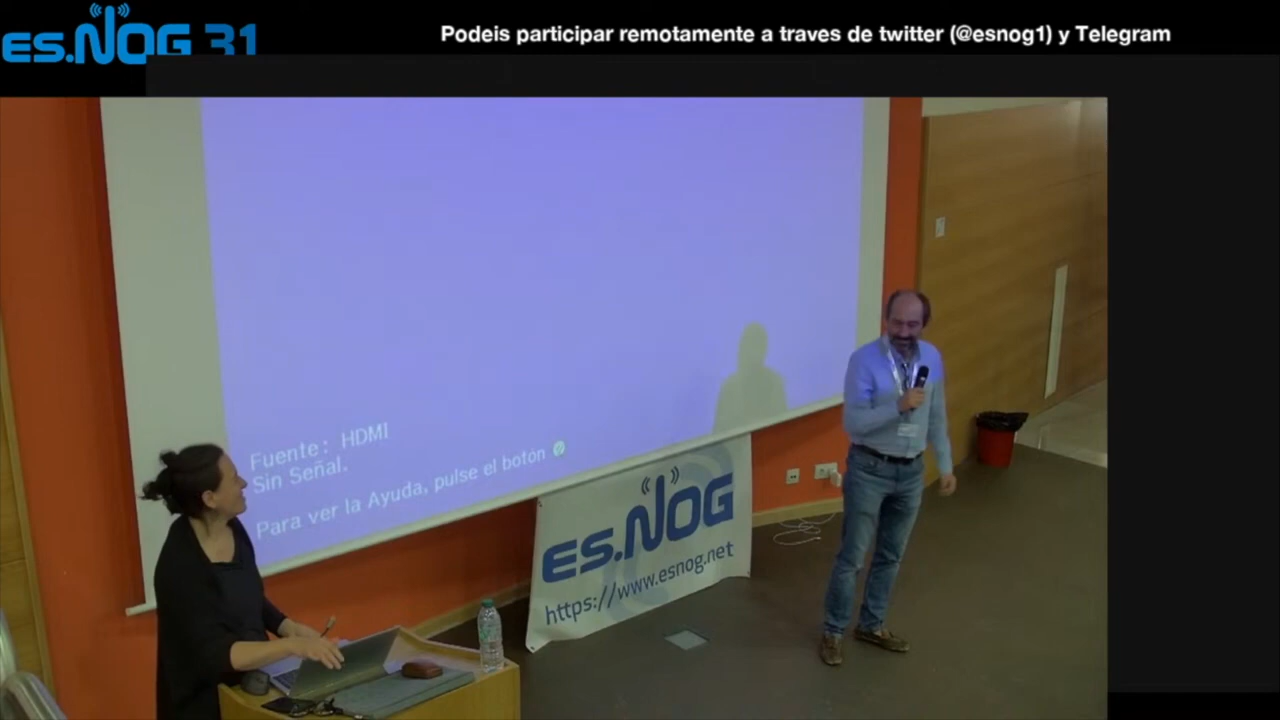 ES.NOG 31
Podeis participar remotamente a traves de twitter (@esnog1) y Telegram
Fuente: HDMI
Sin Señal.
Para ver la Ayuda, pulse el botón ?
ES.NOG
https://www.esnog.net